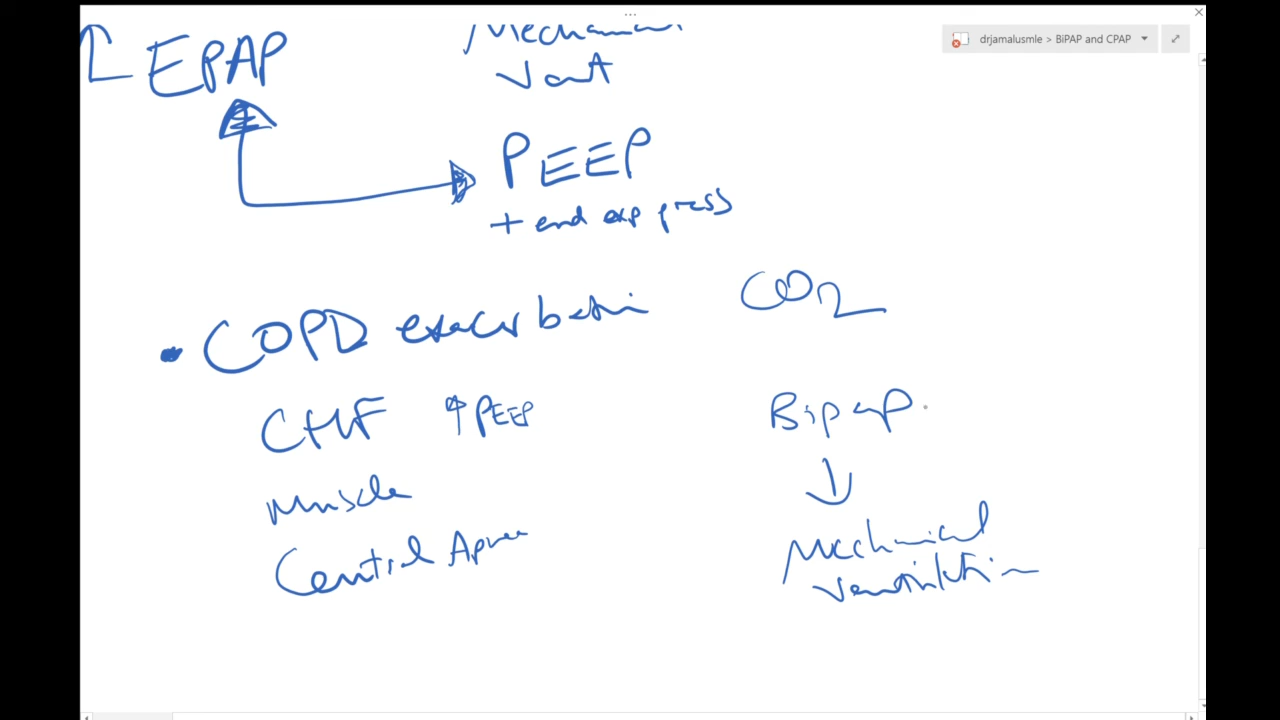 drjamalusmle > BiPAP and CPAP
Mechanical
↑ EPAP
Vent
PEEP
+ end exp press
CO2
• COPD exacerbation
CHF ↑ PEEP
Bipap
Muscle
↓
Mechanical
Central Apnea
ventilation